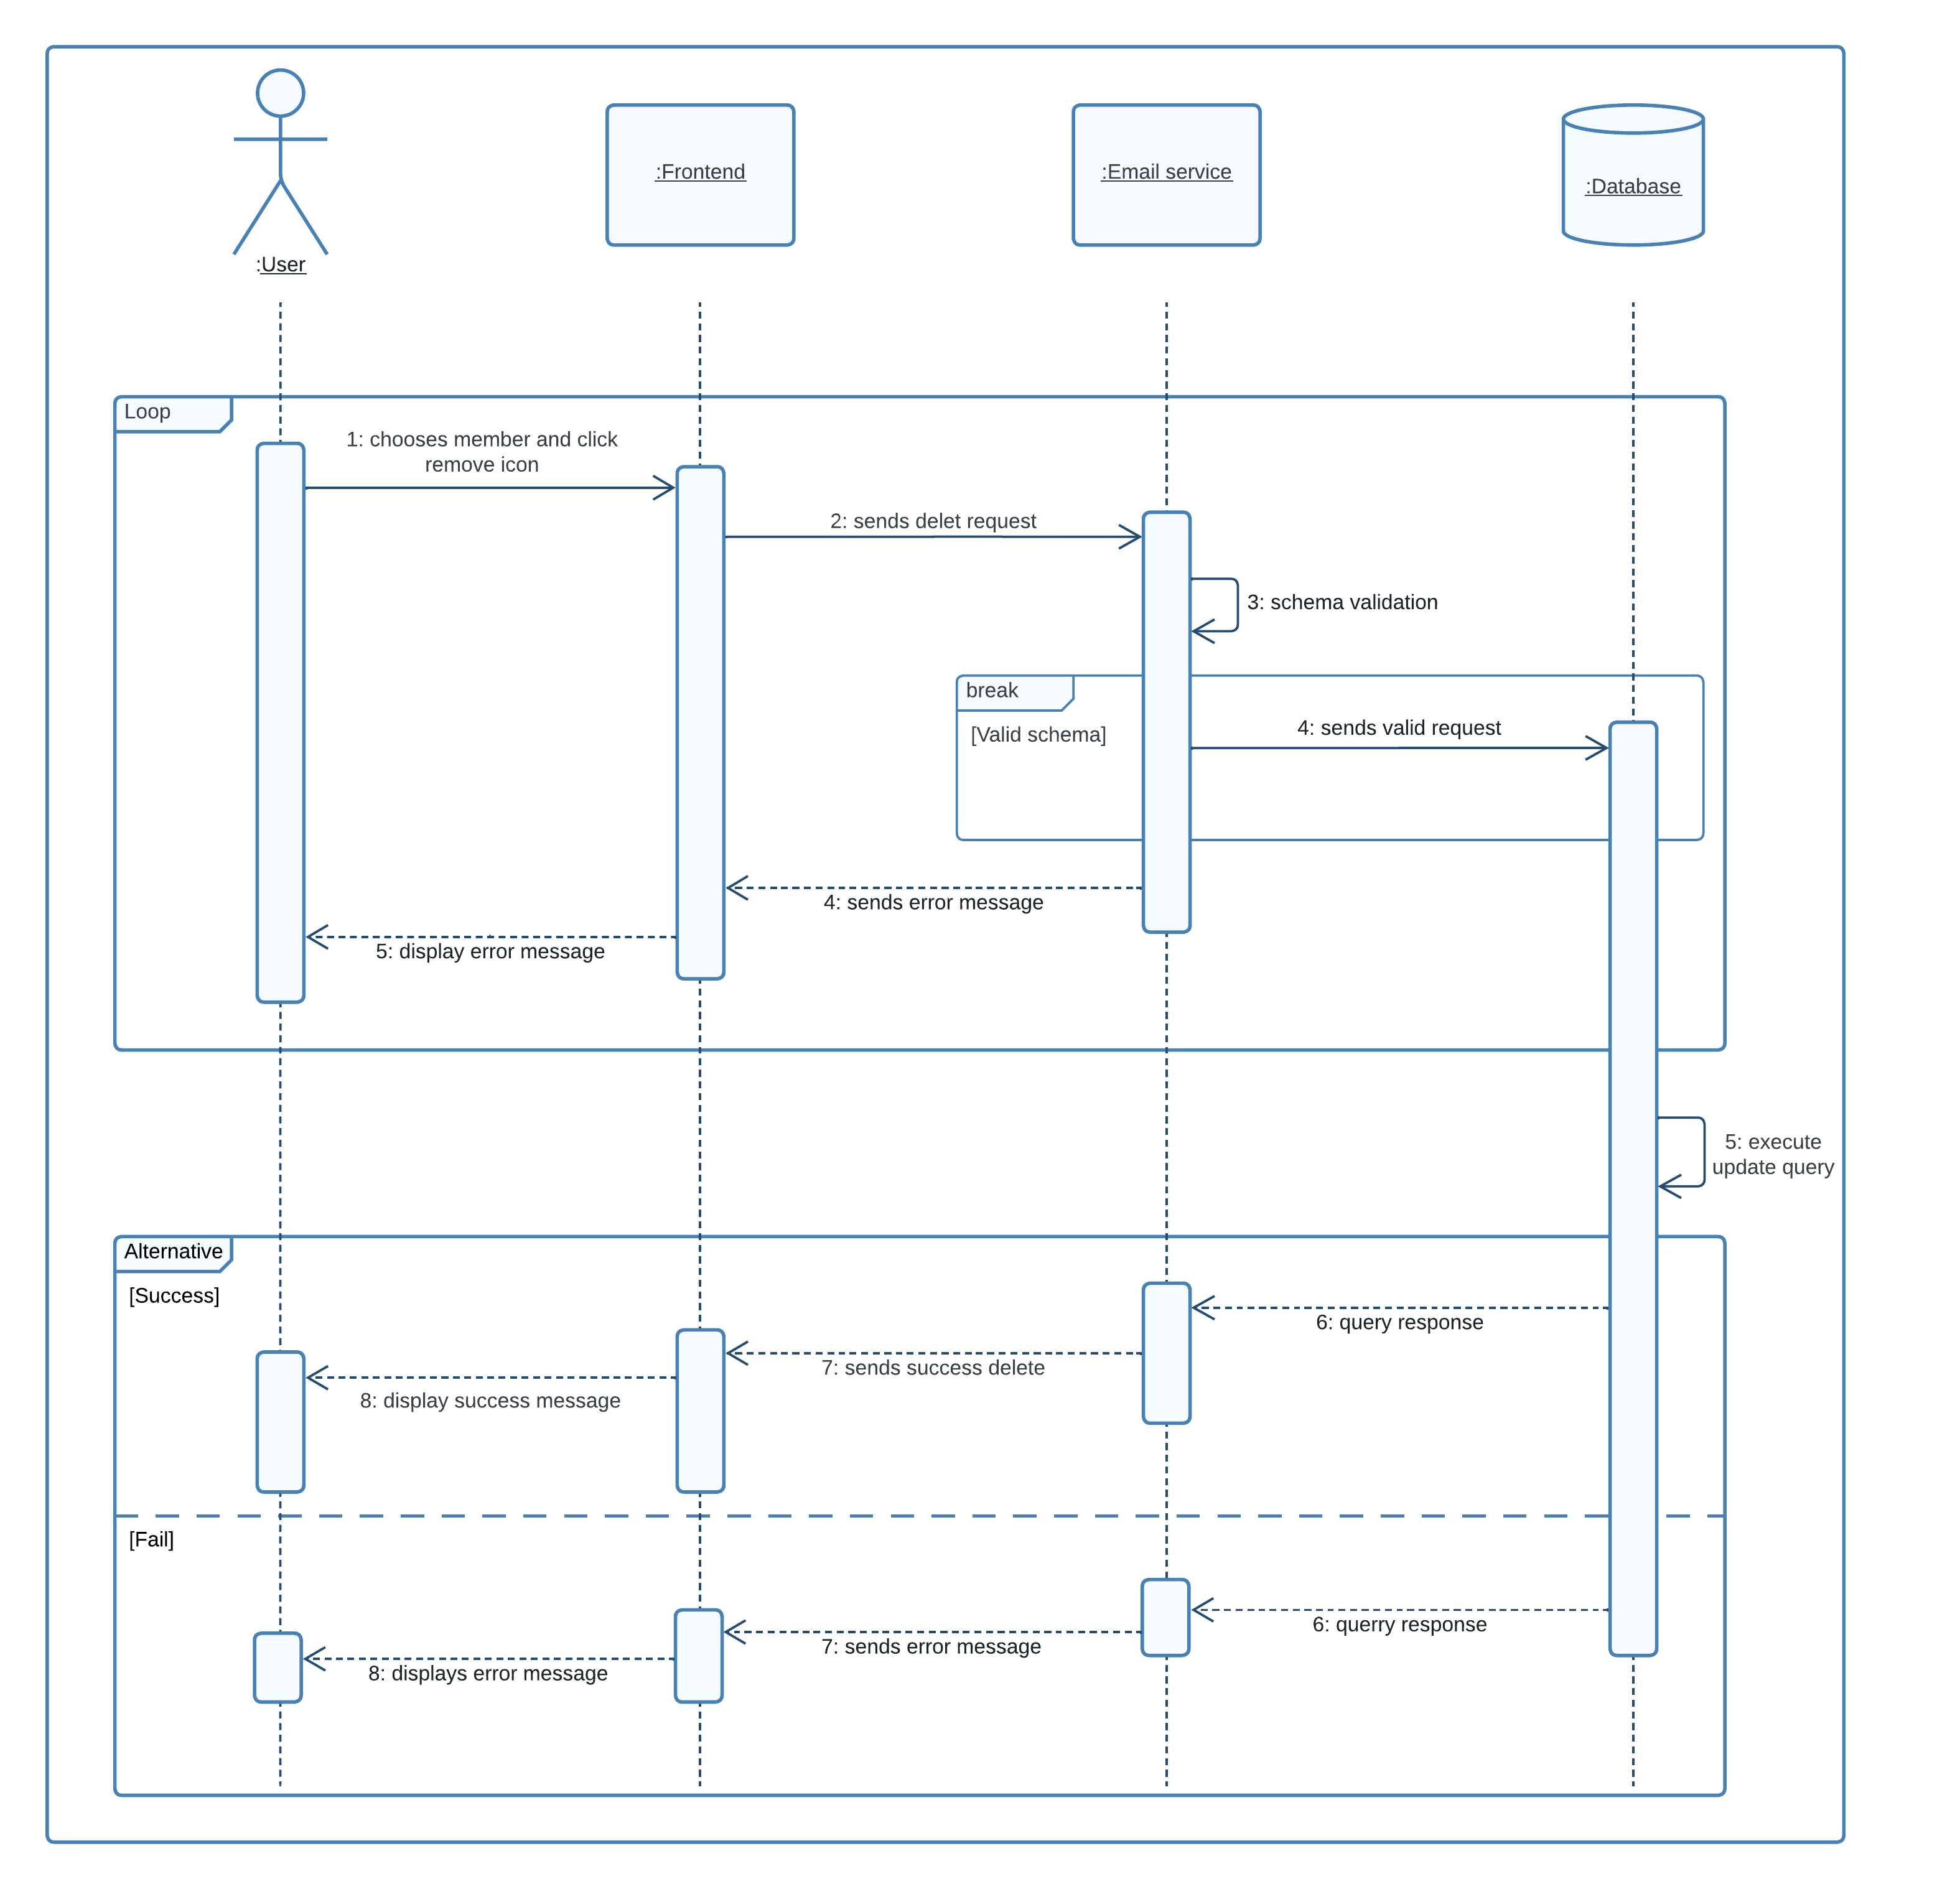 :Frontend
:Email service
:Database
:User
Loop
1: chooses member and click
remove icon
2: sends delet request
3: schema validation
break
[Valid schema]
4: sends valid request
4: sends error message
5: display error message
5: execute
update query
Alternative
[Success]
6: query response
7: sends success delete
8: display success message
[Fail]
6: querry response
7: sends error message
8: displays error message